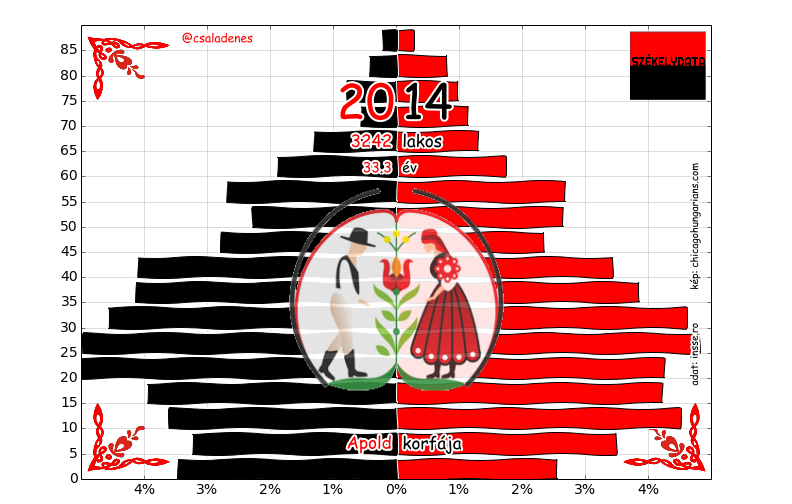 @csaladenes
SZÉKELYDATA
2014
3242 lakos
33.3 év
kép: chicagohungarians.com
adat: insse.ro
Apold korfája
85
80
75
70
65
60
55
50
45
40
35
30
25
20
15
10
5
0
4% 3% 2% 1% 0% 1% 2% 3% 4%